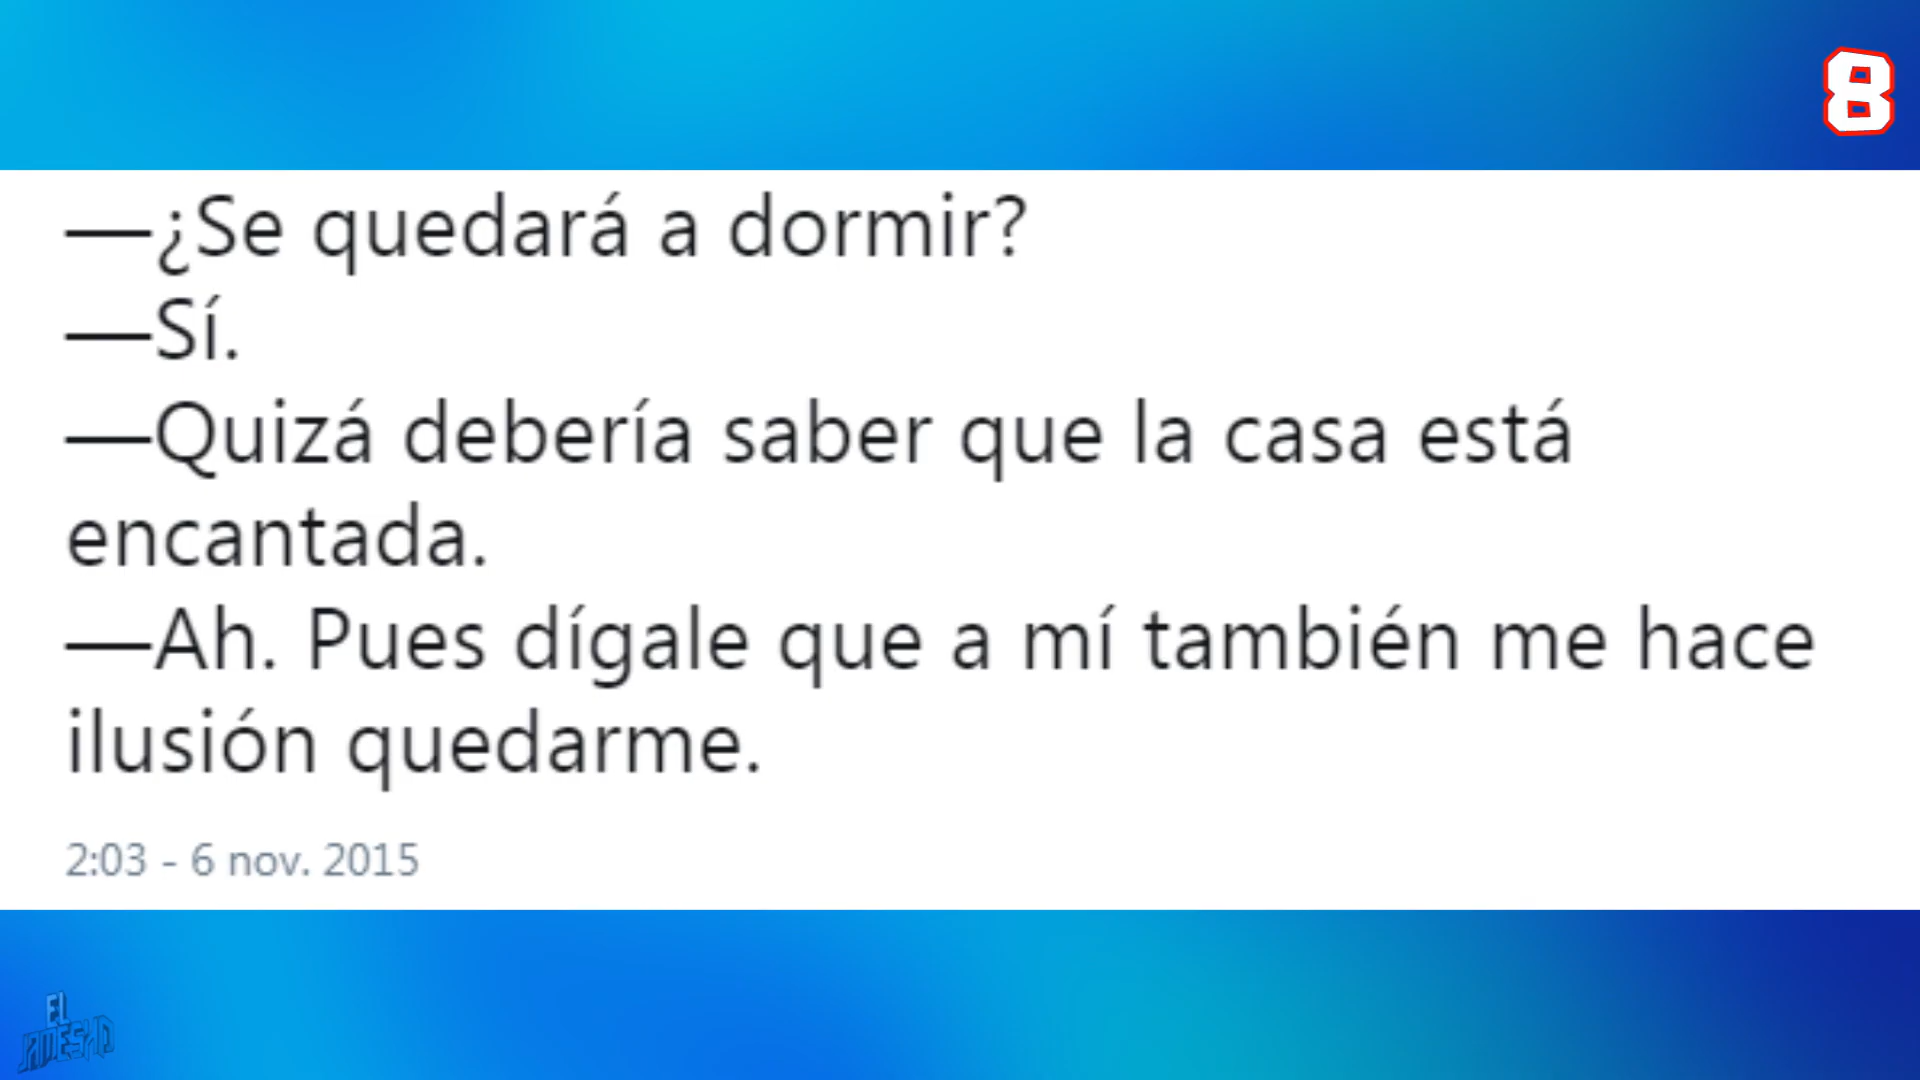 8
—¿Se quedará a dormir?
—Sí.
—Quizá debería saber que la casa está
encantada.
—Ah. Pues dígale que a mí también me hace
ilusión quedarme.
2:03 - 6 nov. 2015
EL